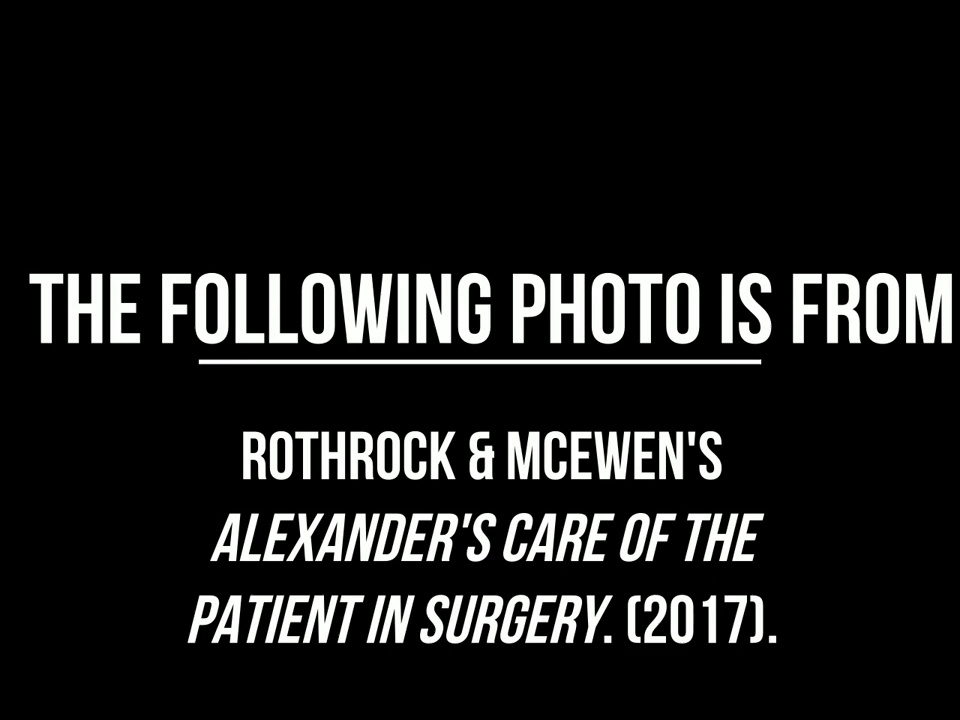 THE FOLLOWING PHOTO IS FROM
ROTHROCK & MCEWEN'S
ALEXANDER'S CARE OF THE
PATIENT IN SURGERY. (2017).